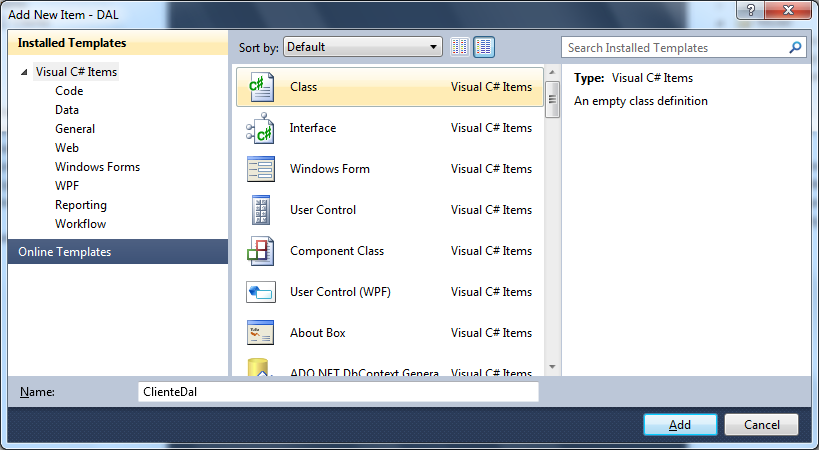 Add New Item - DAL
Installed Templates
Visual C# Items
Code
Data
General
Web
Windows Forms
WPF
Reporting
Workflow
Online Templates
Sort by: Default
Class Visual C# Items
Interface Visual C# Items
Windows Form Visual C# Items
User Control Visual C# Items
Component Class Visual C# Items
User Control (WPF) Visual C# Items
About Box Visual C# Items
ADO.NET DbContext Genera... Visual C# Items
Search Installed Templates
Type: Visual C# Items
An empty class definition
Name: ClienteDal
Add Cancel